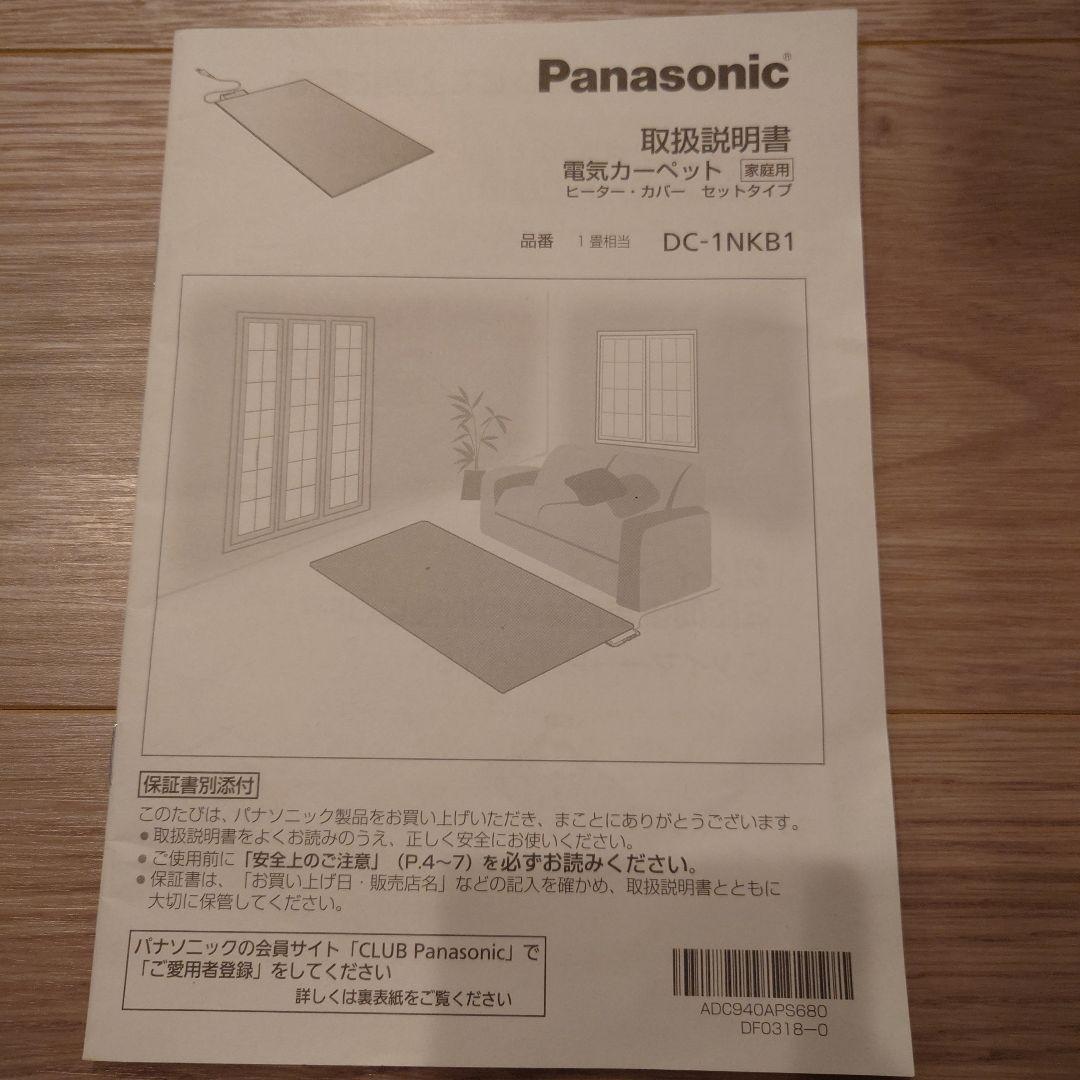 Panasonic®
取扱説明書
電気カーペット 家庭用
ヒーター・カバー セットタイプ
品番 1畳相当 DC-1NKB1
保証書別添付
このたびは、パナソニック製品をお買い上げいただき、まことにありがとうございます。
●取扱説明書をよくお読みのうえ、正しく安全にお使いください。
●ご使用前に「安全上のご注意」（P.4〜7）を必ずお読みください。
●保証書は、「お買い上げ日・販売店名」などの記入を確かめ、取扱説明書とともに
大切に保管してください。
パナソニックの会員サイト「CLUB Panasonic」で
「ご愛用者登録」をしてください
詳しくは裏表紙をご覧ください
ADC940APS680
DF0318−0